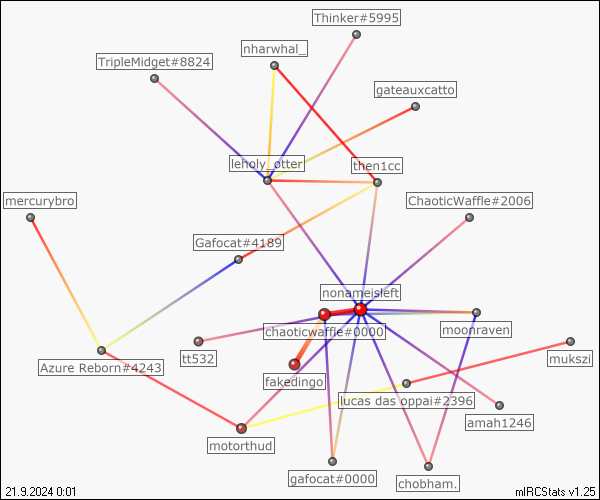 Thinker#5995
nharwhal_
TripleMidget#8824
gateauxcatto
leholy_otter
then1cc
mercurybro
ChaoticWaffle#2006
Gafocat#4189
nonameisleft
chaoticwaffle#0000
moonraven
tt532
mukszi
Azure Reborn#4243
fakedingo
lucas das oppai#2396
amah1246
motorthud
gafocat#0000
chobham.
21.9.2024 0:01
mIRCStats v1.25